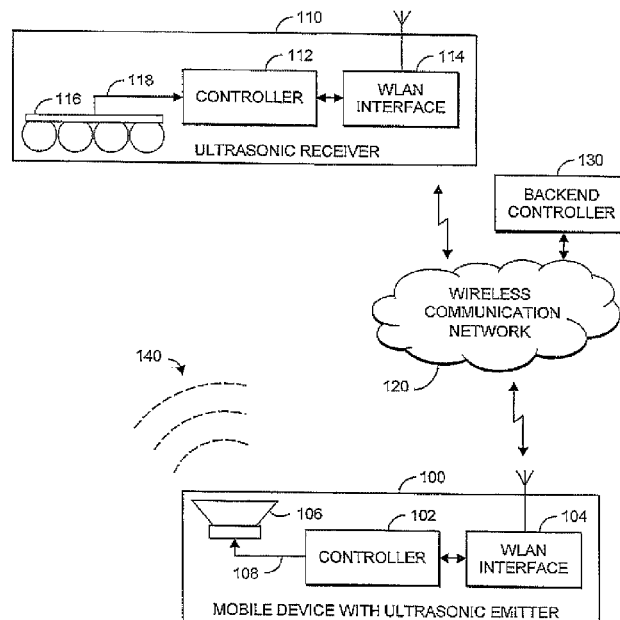 110
112
114
118
116
CONTROLLER
WLAN
INTERFACE
ULTRASONIC RECEIVER
130
BACKEND
CONTROLLER
WIRELESS
COMMUNICATION
NETWORK
140
120
100
106
102
104
CONTROLLER
WLAN
INTERFACE
108
MOBILE DEVICE WITH ULTRASONIC EMITTER